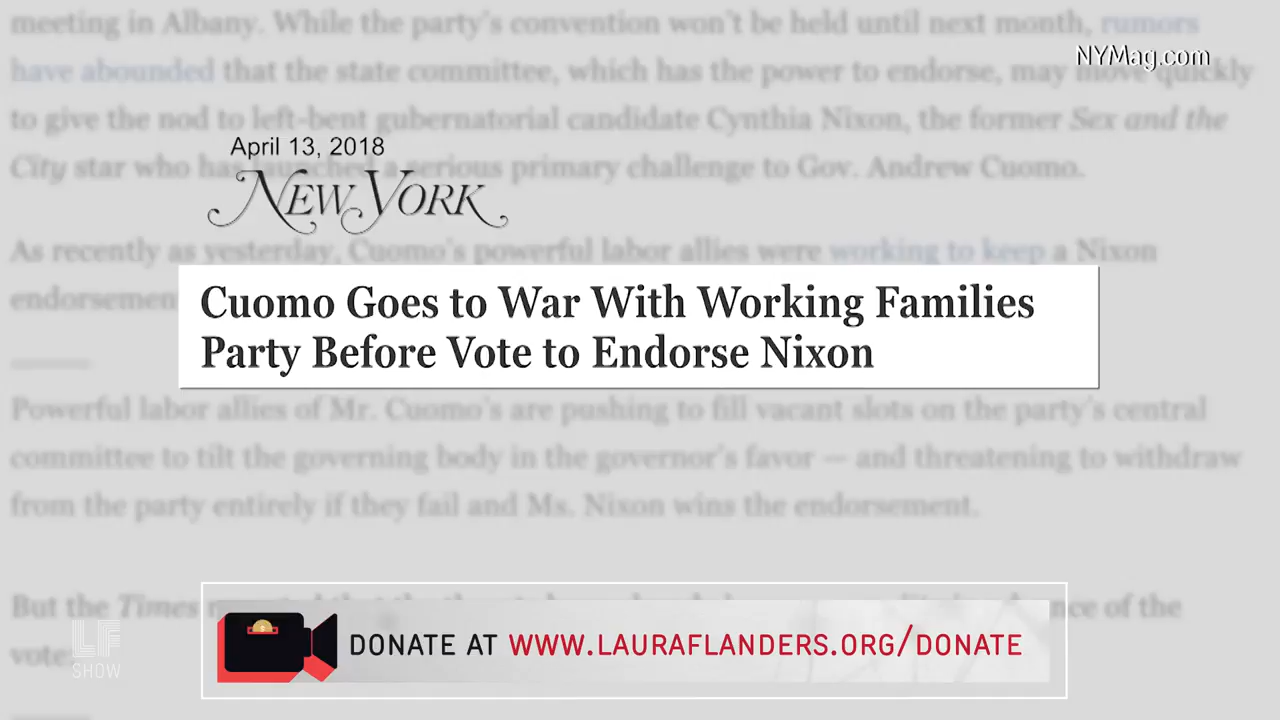 meeting in Albany. While the party's convention won't be held until next month, rumors
NYMag.com
have abounded that the state committee, which has the power to endorse, may move quickly
to give the nod to left-bent gubernatorial candidate Cynthia Nixon, the former Sex and the
April 13, 2018
City star who has launched a serious primary challenge to Gov. Andrew Cuomo.
NEW YORK
As recently as yesterday, Cuomo's powerful labor allies were working to keep a Nixon
endorsement
Cuomo Goes to War With Working Families
Party Before Vote to Endorse Nixon
Powerful labor allies of Mr. Cuomo's are pushing to fill vacant slots on the party's central
committee to tilt the governing body in the governor's favor — and threatening to withdraw
from the party entirely if they fail and Ms. Nixon wins the endorsement.
But the Times of the
vote:
LF
SHOW
DONATE AT WWW.LAURAFLANDERS.ORG/DONATE